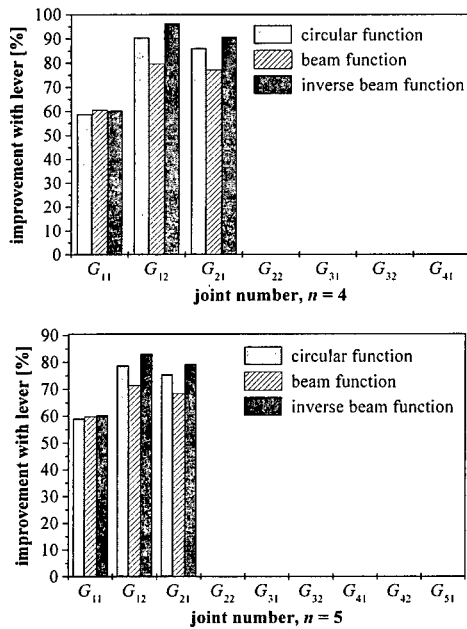 improvement with lever [%]
100
90
80
70
60
50
40
30
20
10
0
circular function
beam function
inverse beam function
G11 G12 G21 G22 G31 G32 G41
joint number, n = 4
improvement with lever [%]
90
80
70
60
50
40
30
20
10
0
circular function
beam function
inverse beam function
G11 G12 G21 G22 G31 G32 G41 G42 G51
joint number, n = 5